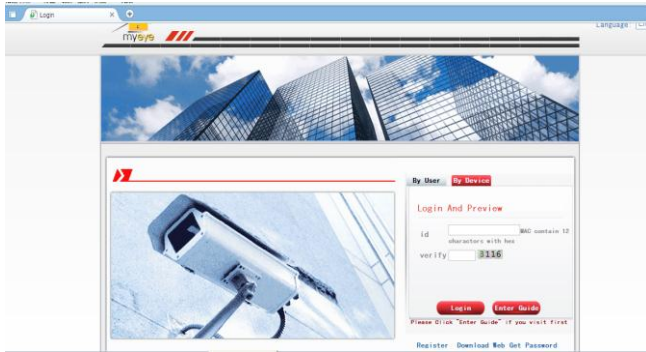 Login
Language:
myeye
By User By Device
Login And Preview
id MAC contain 12
characters with hex
verify 3116
Login Enter Guide
Please Click "Enter Guide" if you visit first
Register Download Web Get Password